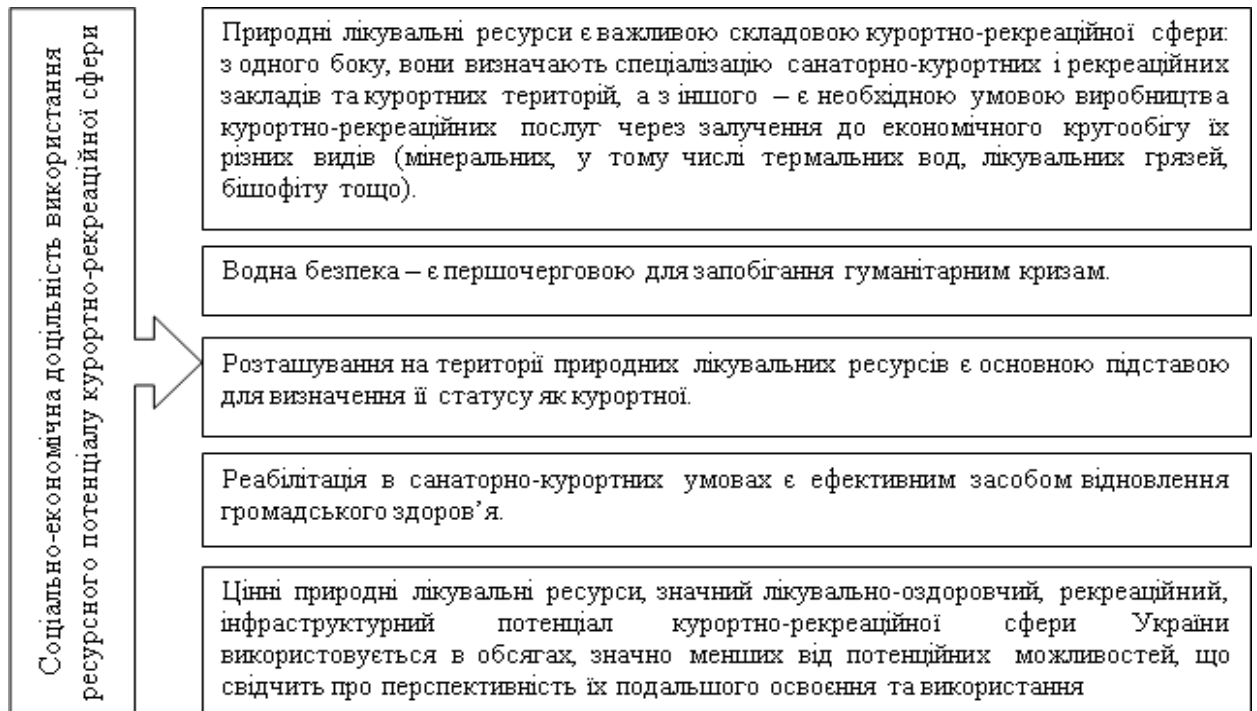 Соціально-економічна доцільність використання
ресурсного потенціалу курортно-рекреаційної сфери
Природні лікувальні ресурси є важливою складовою курортно-рекреаційної сфери:
з одного боку, вони визначають спеціалізацію санаторно-курортних і рекреаційних
закладів та курортних територій, а з іншого – є необхідною умовою виробництва
курортно-рекреаційних послуг через залучення до економічного кругообігу їх
різних видів (мінеральних, у тому числі термальних вод, лікувальних грязей,
бішофіту тощо).
Водна безпека – є першочерговою для запобігання гуманітарним кризам.
Розташування на території природних лікувальних ресурсів є основною підставою
для визначення її статусу як курортної.
Реабілітація в санаторно-курортних умовах є ефективним засобом відновлення
громадського здоров’я.
Цінні природні лікувальні ресурси, значний лікувально-оздоровчий, рекреаційний,
інфраструктурний потенціал курортно-рекреаційної сфери України
використовується в обсягах, значно менших від потенційних можливостей, що
свідчить про перспективність їх подальшого освоєння та використання